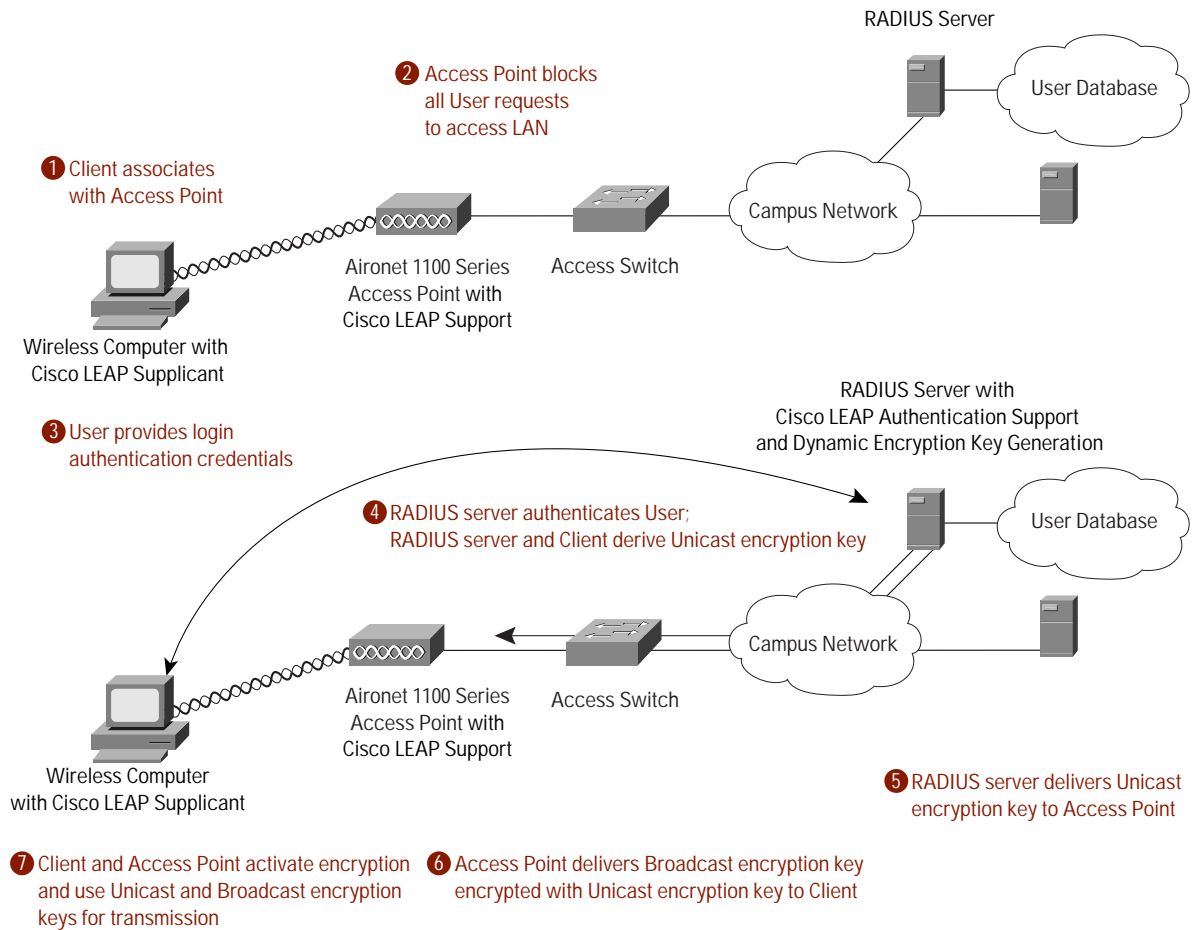 RADIUS Server
2 Access Point blocks
all User requests
to access LAN
User Database
1 Client associates
with Access Point
Campus Network
Aironet 1100 Series
Access Point with
Cisco LEAP Support
Access Switch
Wireless Computer with
Cisco LEAP Supplicant
RADIUS Server with
Cisco LEAP Authentication Support
and Dynamic Encryption Key Generation
3 User provides login
authentication credentials
4 RADIUS server authenticates User;
RADIUS server and Client derive Unicast encryption key
User Database
Campus Network
Aironet 1100 Series
Access Point with
Cisco LEAP Support
Access Switch
Wireless Computer
with Cisco LEAP Supplicant
5 RADIUS server delivers Unicast
encryption key to Access Point
7 Client and Access Point activate encryption
and use Unicast and Broadcast encryption
keys for transmission
6 Access Point delivers Broadcast encryption key
encrypted with Unicast encryption key to Client